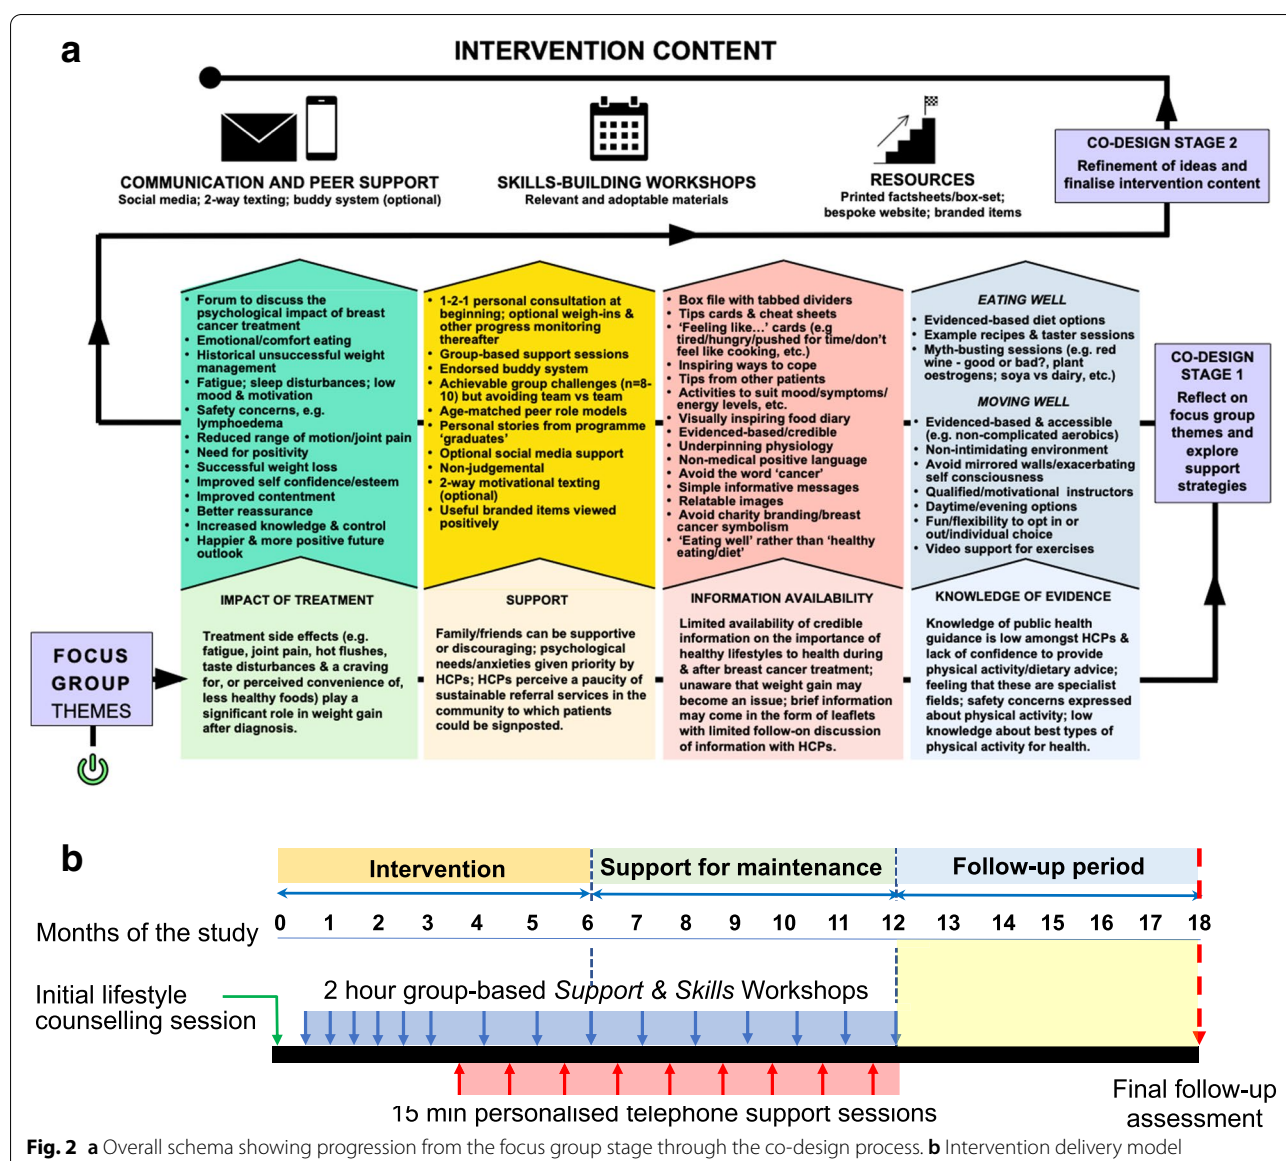 a
INTERVENTION CONTENT
COMMUNICATION AND PEER SUPPORT
Social media; 2-way texting; buddy system (optional)
SKILLS-BUILDING WORKSHOPS
Relevant and adoptable materials
RESOURCES
Printed factsheets/box-set;
bespoke website; branded items
CO-DESIGN STAGE 2
Refinement of ideas and
finalise intervention content
• Forum to discuss the
psychological impact of breast
cancer treatment
• Emotional/comfort eating
• Historical unsuccessful weight
management
• Fatigue; sleep disturbances; low
mood & motivation
• Safety concerns, e.g.
lymphoedema
• Reduced range of motion/joint pain
• Need for positivity
• Successful weight loss
• Improved self confidence/esteem
• Improved contentment
• Better reassurance
• Increased knowledge & control
• Happier & more positive future
outlook
• 1-2-1 personal consultation at
beginning; optional weigh-ins &
other progress monitoring
thereafter
• Group-based support sessions
• Endorsed buddy system
• Achievable group challenges (n=8-
10) but avoiding team vs team
• Age-matched peer role models
• Personal stories from programme
‘graduates’
• Optional social media support
• Non-judgemental
• 2-way motivational texting
(optional)
• Useful branded items viewed
positively
• Box file with tabbed dividers
• Tips cards & cheat sheets
• ‘Feeling like…’ cards (e.g
tired/hungry/pushed for time/don’t
feel like cooking, etc.)
• Inspiring ways to cope
• Tips from other patients
• Activities to suit mood/symptoms/
energy levels, etc.
• Visually inspiring food diary
• Evidenced-based/credible
• Underpinning physiology
• Non-medical positive language
• Avoid the word ‘cancer’
• Simple informative messages
• Relatable images
• Avoid charity branding/breast
cancer symbolism
• ‘Eating well’ rather than ‘healthy
eating/diet’
EATING WELL
• Evidenced-based diet options
• Example recipes & taster sessions
• Myth-busting sessions (e.g. red
wine - good or bad?, plant
oestrogens; soya vs dairy, etc.)
MOVING WELL
• Evidenced-based & accessible
(e.g. non-complicated aerobics)
• Non-intimidating environment
• Avoid mirrored walls/exacerbating
self consciousness
• Qualified/motivational instructors
• Daytime/evening options
• Fun/flexibility to opt in or
out/individual choice
• Video support for exercises
CO-DESIGN
STAGE 1
Reflect on
focus group
themes and
explore
support
strategies
FOCUS
GROUP
THEMES
IMPACT OF TREATMENT
Treatment side effects (e.g.
fatigue, joint pain, hot flushes,
taste disturbances & a craving
for, or perceived convenience of,
less healthy foods) play a
significant role in weight gain
after diagnosis.
SUPPORT
Family/friends can be supportive
or discouraging; psychological
needs/anxieties given priority by
HCPs; HCPs perceive a paucity of
sustainable referral services in the
community to which patients
could be signposted.
INFORMATION AVAILABILITY
Limited availability of credible
information on the importance of
healthy lifestyles to health during
& after breast cancer treatment;
unaware that weight gain may
become an issue; brief information
may come in the form of leaflets
with limited follow-on discussion
of information with HCPs.
KNOWLEDGE OF EVIDENCE
Knowledge of public health
guidance is low amongst HCPs &
lack of confidence to provide
physical activity/dietary advice;
feeling that these are specialist
fields; safety concerns expressed
about physical activity; low
knowledge about best types of
physical activity for health.
b
Intervention Support for maintenance Follow-up period
Months of the study 0 1 2 3 4 5 6 7 8 9 10 11 12 13 14 15 16 17 18
Initial lifestyle
counselling session
2 hour group-based Support & Skills Workshops
15 min personalised telephone support sessions
Final follow-up
assessment
Fig. 2 a Overall schema showing progression from the focus group stage through the co-design process. b Intervention delivery model